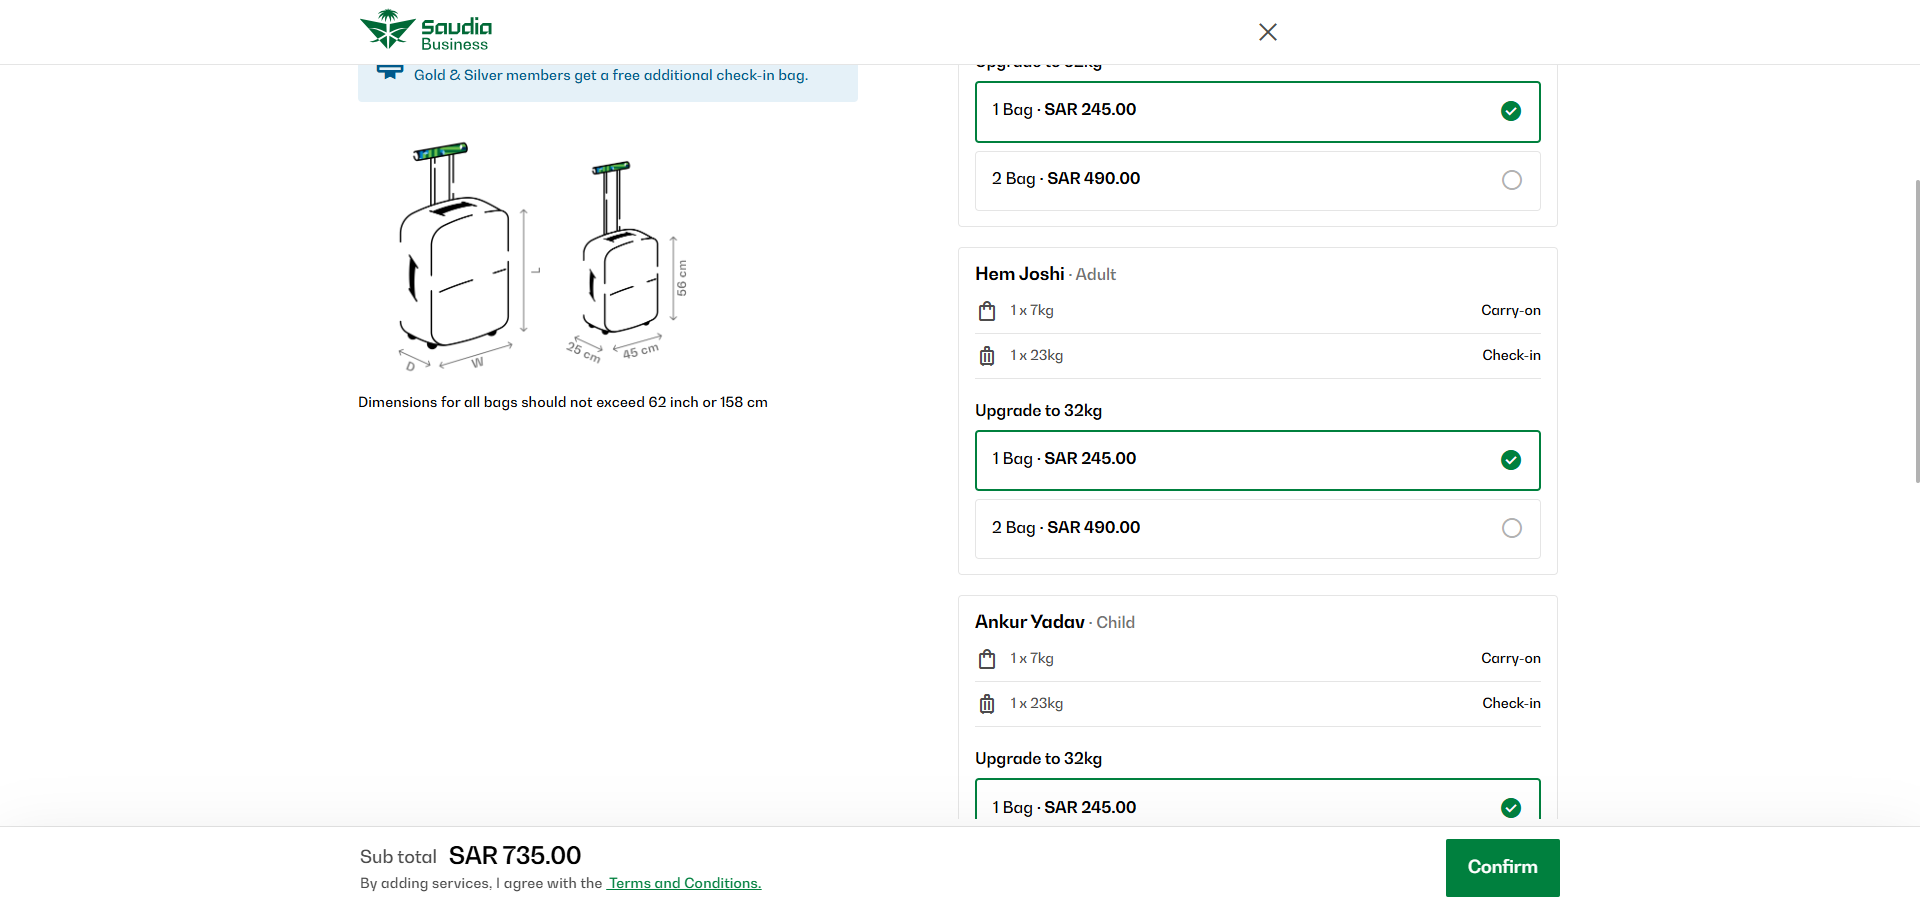 Saudia
Business
Gold & Silver members get a free additional check-in bag.
L
D
W
56 cm
25 cm
45 cm
Dimensions for all bags should not exceed 62 inch or 158 cm
Upgrade to 32kg
1 Bag · SAR 245.00
2 Bag · SAR 490.00
Hem Joshi · Adult
1 x 7kg Carry-on
1 x 23kg Check-in
Upgrade to 32kg
1 Bag · SAR 245.00
2 Bag · SAR 490.00
Ankur Yadav · Child
1 x 7kg Carry-on
1 x 23kg Check-in
Upgrade to 32kg
1 Bag · SAR 245.00
Sub total SAR 735.00
By adding services, I agree with the Terms and Conditions.
Confirm